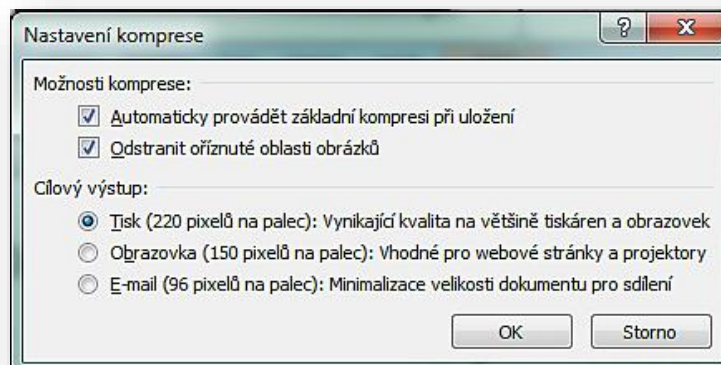 Nastavení komprese
Možnosti komprese:
Automaticky provádět základní kompresi při uložení
Odstranit oříznuté oblasti obrázků
Cílový výstup:
Tisk (220 pixelů na palec): Vynikající kvalita na většině tiskáren a obrazovek
Obrazovka (150 pixelů na palec): Vhodné pro webové stránky a projektory
E-mail (96 pixelů na palec): Minimalizace velikosti dokumentu pro sdílení
OK Storno